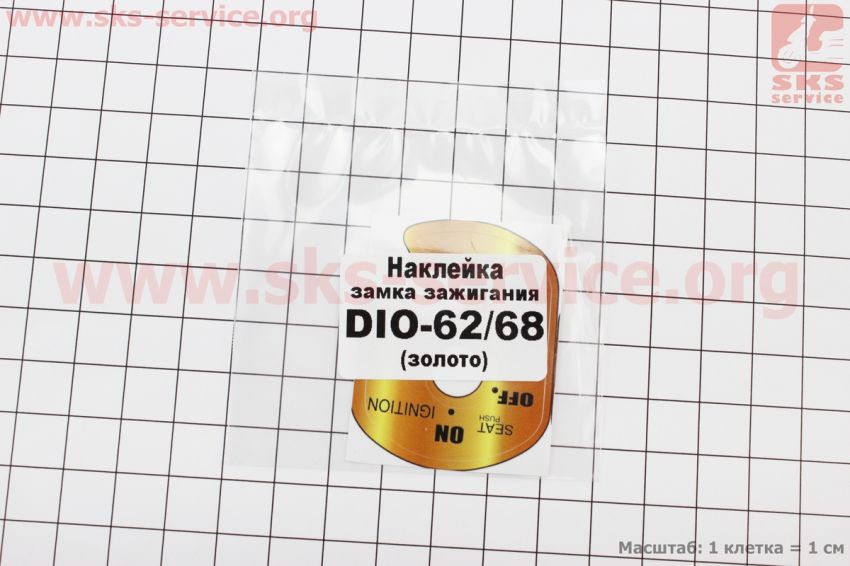 www.sks-service.org
SKS
service
www.sks-service.org
Наклейка
замка зажигания
DIO-62/68
(золото)
OFF.
IGNITION
SEAT
PUSH
ON
Масштаб: 1 клетка = 1 см